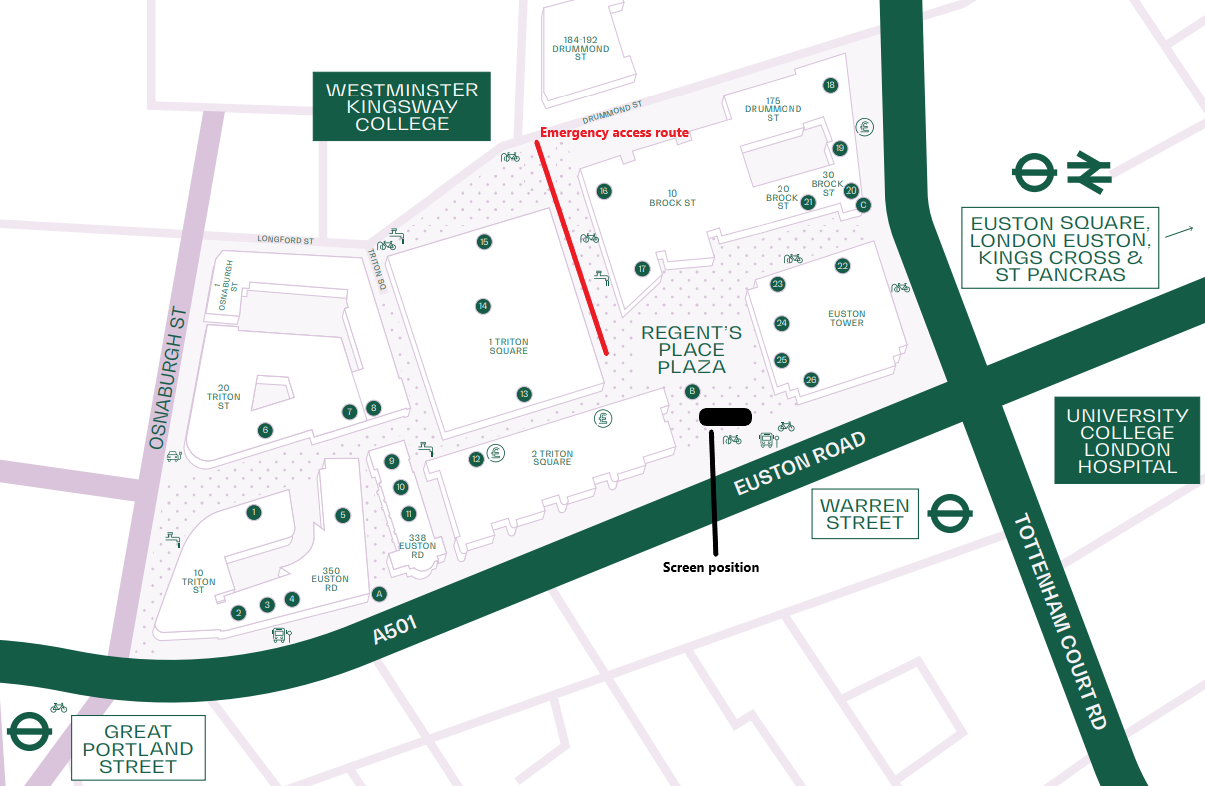 184-192
DRUMMOND
ST
WESTMINSTER
KINGSWAY
COLLEGE
DRUMMOND ST
Emergency access route
175
DRUMMOND
ST
18
19
30
BROCK
ST
20
20
BROCK
ST
21
C
16
10
BROCK ST
17
EUSTON SQUARE,
LONDON EUSTON,
KINGS CROSS &
ST PANCRAS
LONGFORD ST
TRITON SQ
15
14
1 TRITON
SQUARE
13
1
OSNABURGH
ST
OSNABURGH ST
20
TRITON
ST
6
7
8
REGENT'S
PLACE
PLAZA
B
22
23
24
25
26
EUSTON
TOWER
£
£
£
12
2 TRITON
SQUARE
9
10
11
338
EUSTON
RD
1
5
10
TRITON
ST
350
EUSTON
RD
2
3
4
A
A501
EUSTON ROAD
Screen position
WARREN
STREET
UNIVERSITY
COLLEGE
LONDON
HOSPITAL
TOTTENHAM COURT RD
GREAT
PORTLAND
STREET